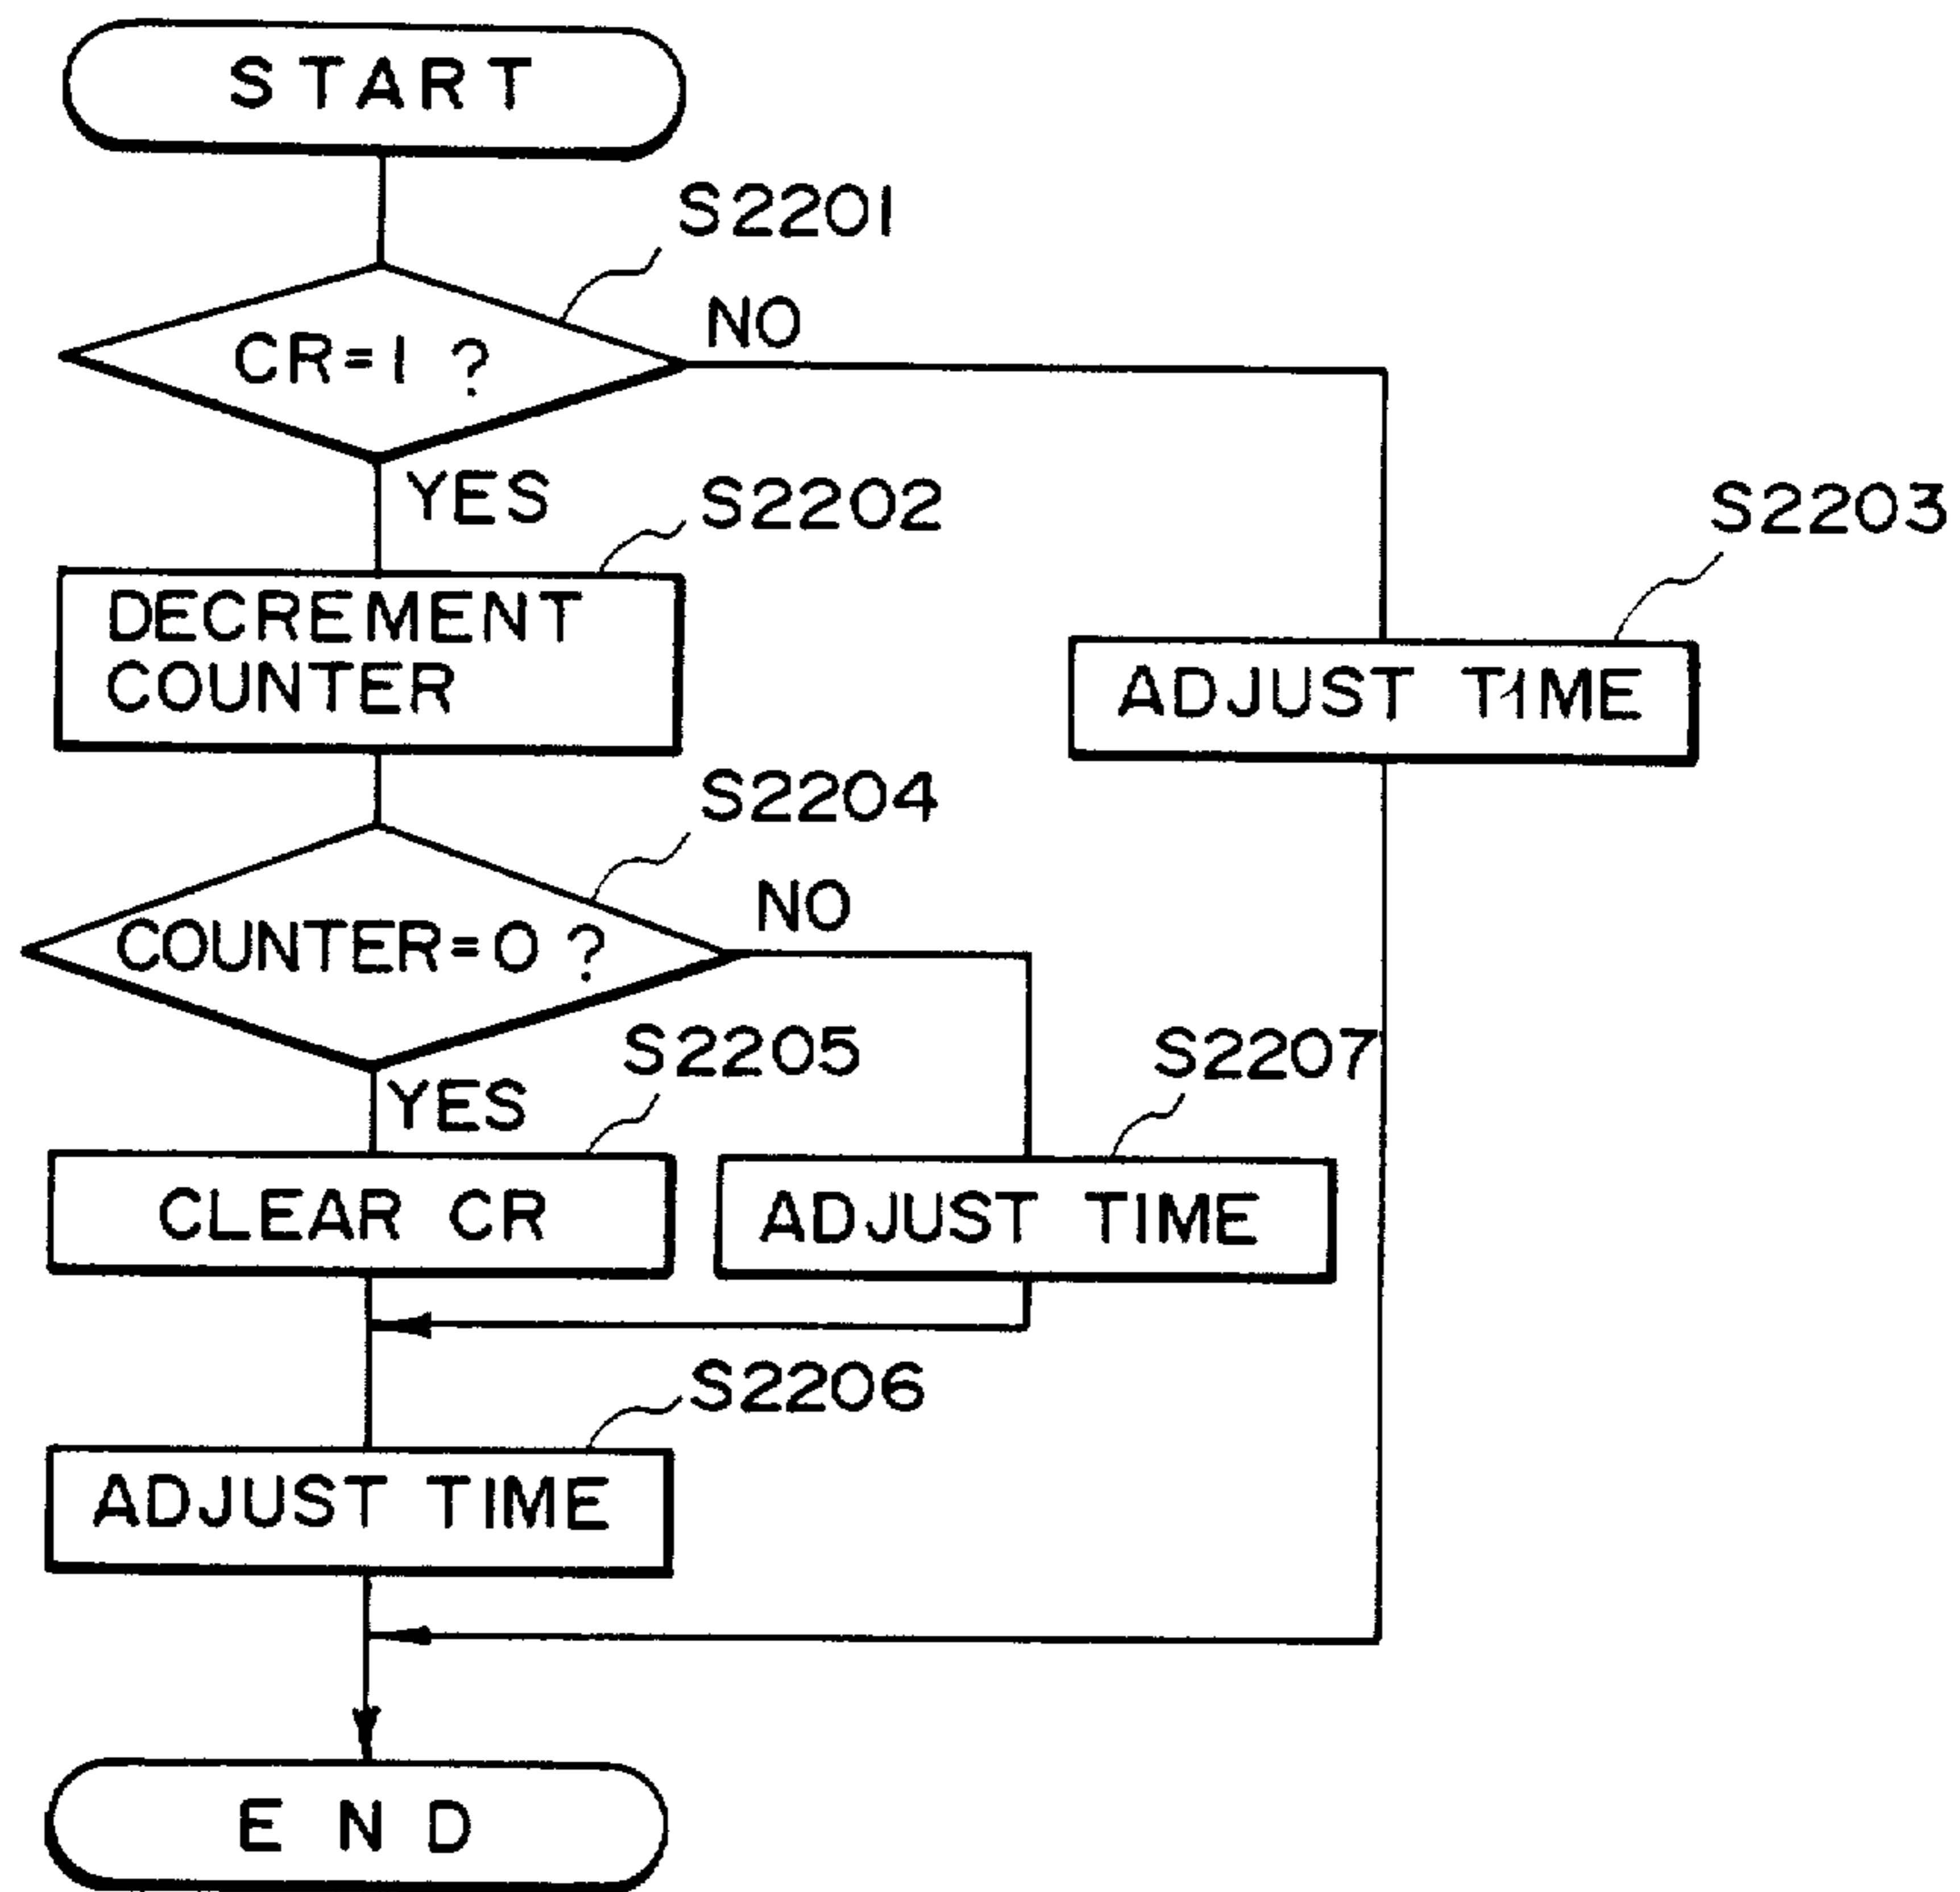 START
S2201
CR=1 ?
NO
YES
S2202
S2203
DECREMENT
COUNTER
ADJUST TIME
S2204
NO
COUNTER=0 ?
S2205
S2207
YES
CLEAR CR
ADJUST TIME
S2206
ADJUST TIME
END